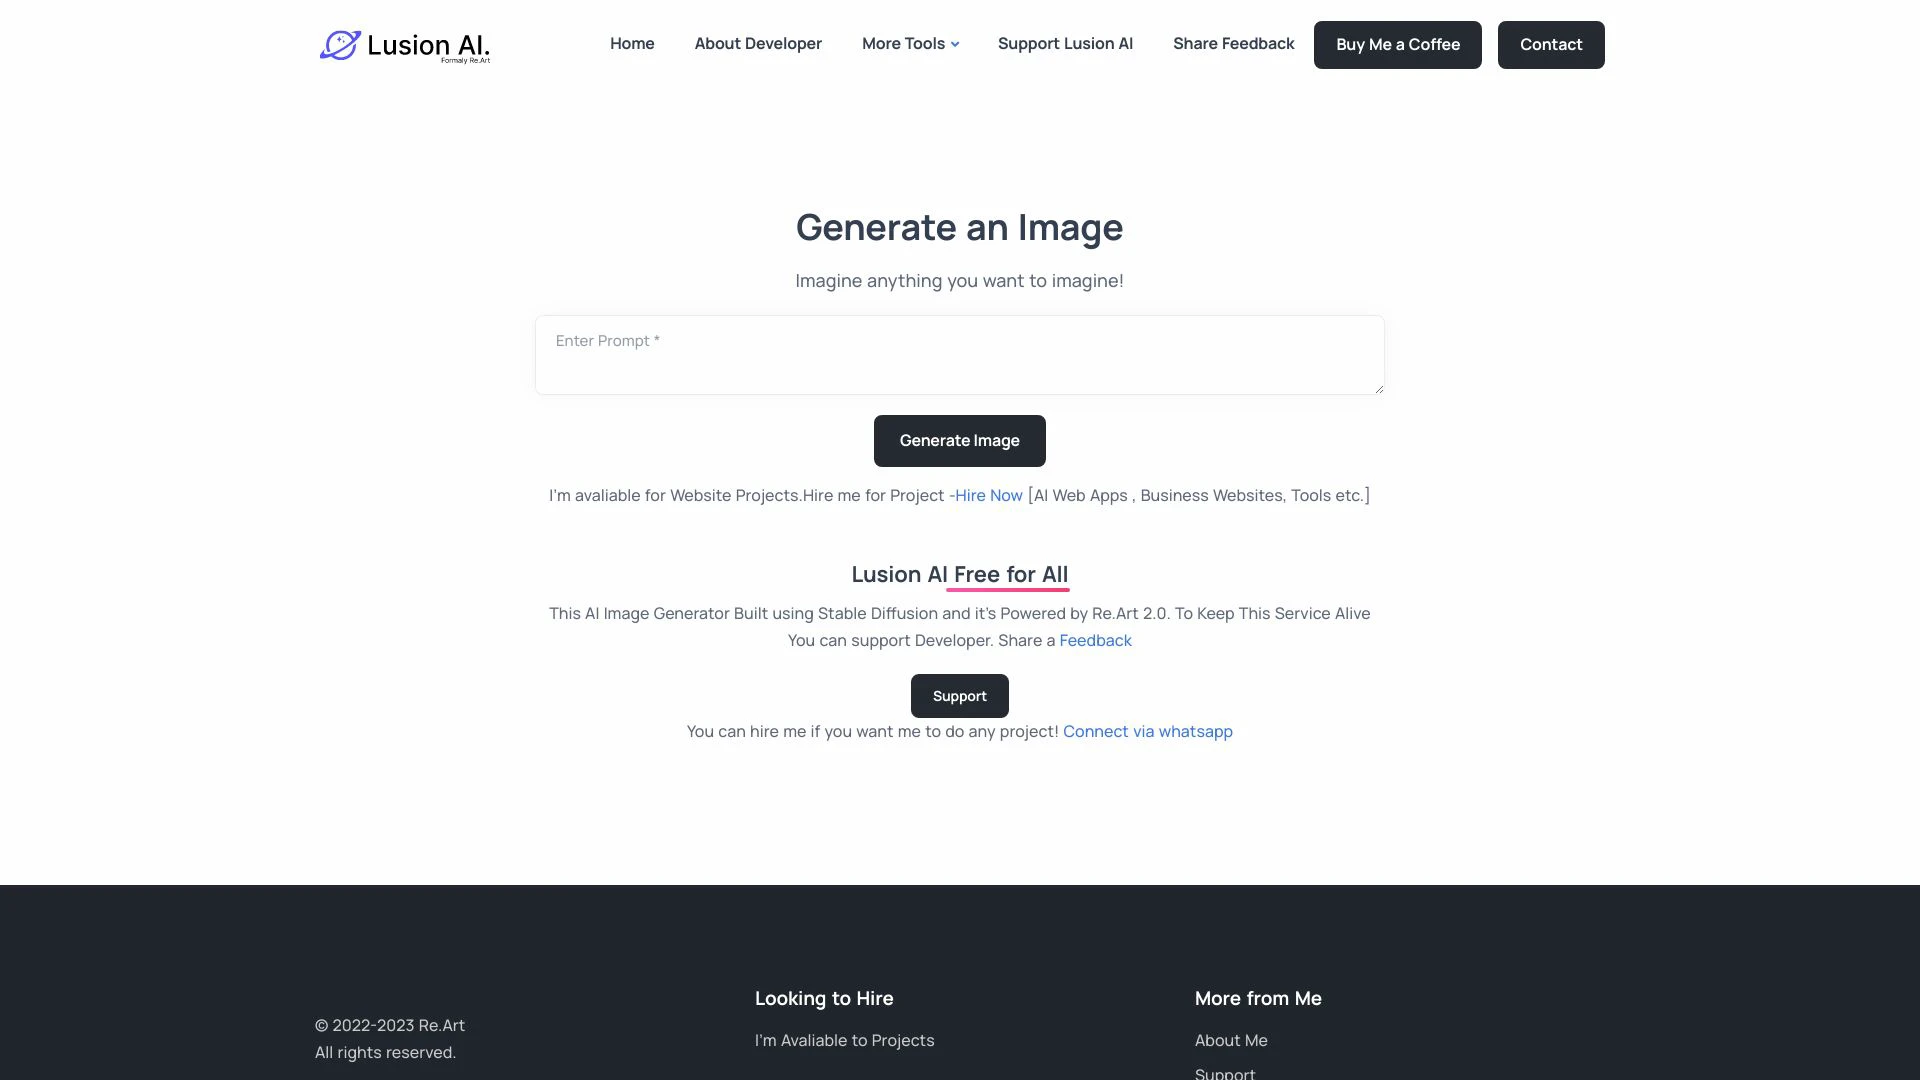 Lusion AI.
Formaly Re.Art
Home
About Developer
More Tools
Support Lusion AI
Share Feedback
Buy Me a Coffee
Contact
Generate an Image
Imagine anything you want to imagine!
Enter Prompt *
Generate Image
I'm avaliable for Website Projects.Hire me for Project -Hire Now [AI Web Apps , Business Websites, Tools etc.]
Lusion AI Free for All
This AI Image Generator Built using Stable Diffusion and it's Powered by Re.Art 2.0. To Keep This Service Alive
You can support Developer. Share a Feedback
Support
You can hire me if you want me to do any project! Connect via whatsapp
© 2022-2023 Re.Art
All rights reserved.
Looking to Hire
I'm Avaliable to Projects
More from Me
About Me
Support